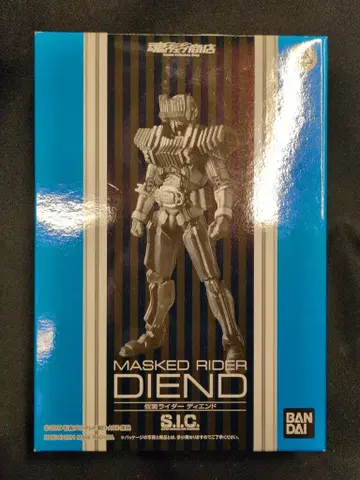 魂ウェブ商店
MASKED RIDER
DIEND
仮面ライダー ディエンド
S.I.C.
※パッケージの写真と商品とは、多少異なりますのでご了承ください。
BAN
DAI